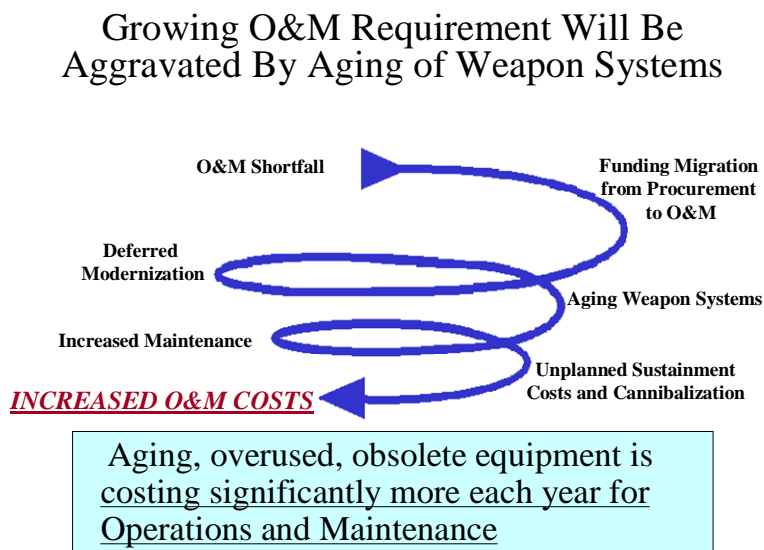 Growing O&M Requirement Will Be
Aggravated By Aging of Weapon Systems
O&M Shortfall
Funding Migration
from Procurement
to O&M
Deferred
Modernization
Aging Weapon Systems
Increased Maintenance
Unplanned Sustainment
Costs and Cannibalization
INCREASED O&M COSTS
Aging, overused, obsolete equipment is
costing significantly more each year for
Operations and Maintenance